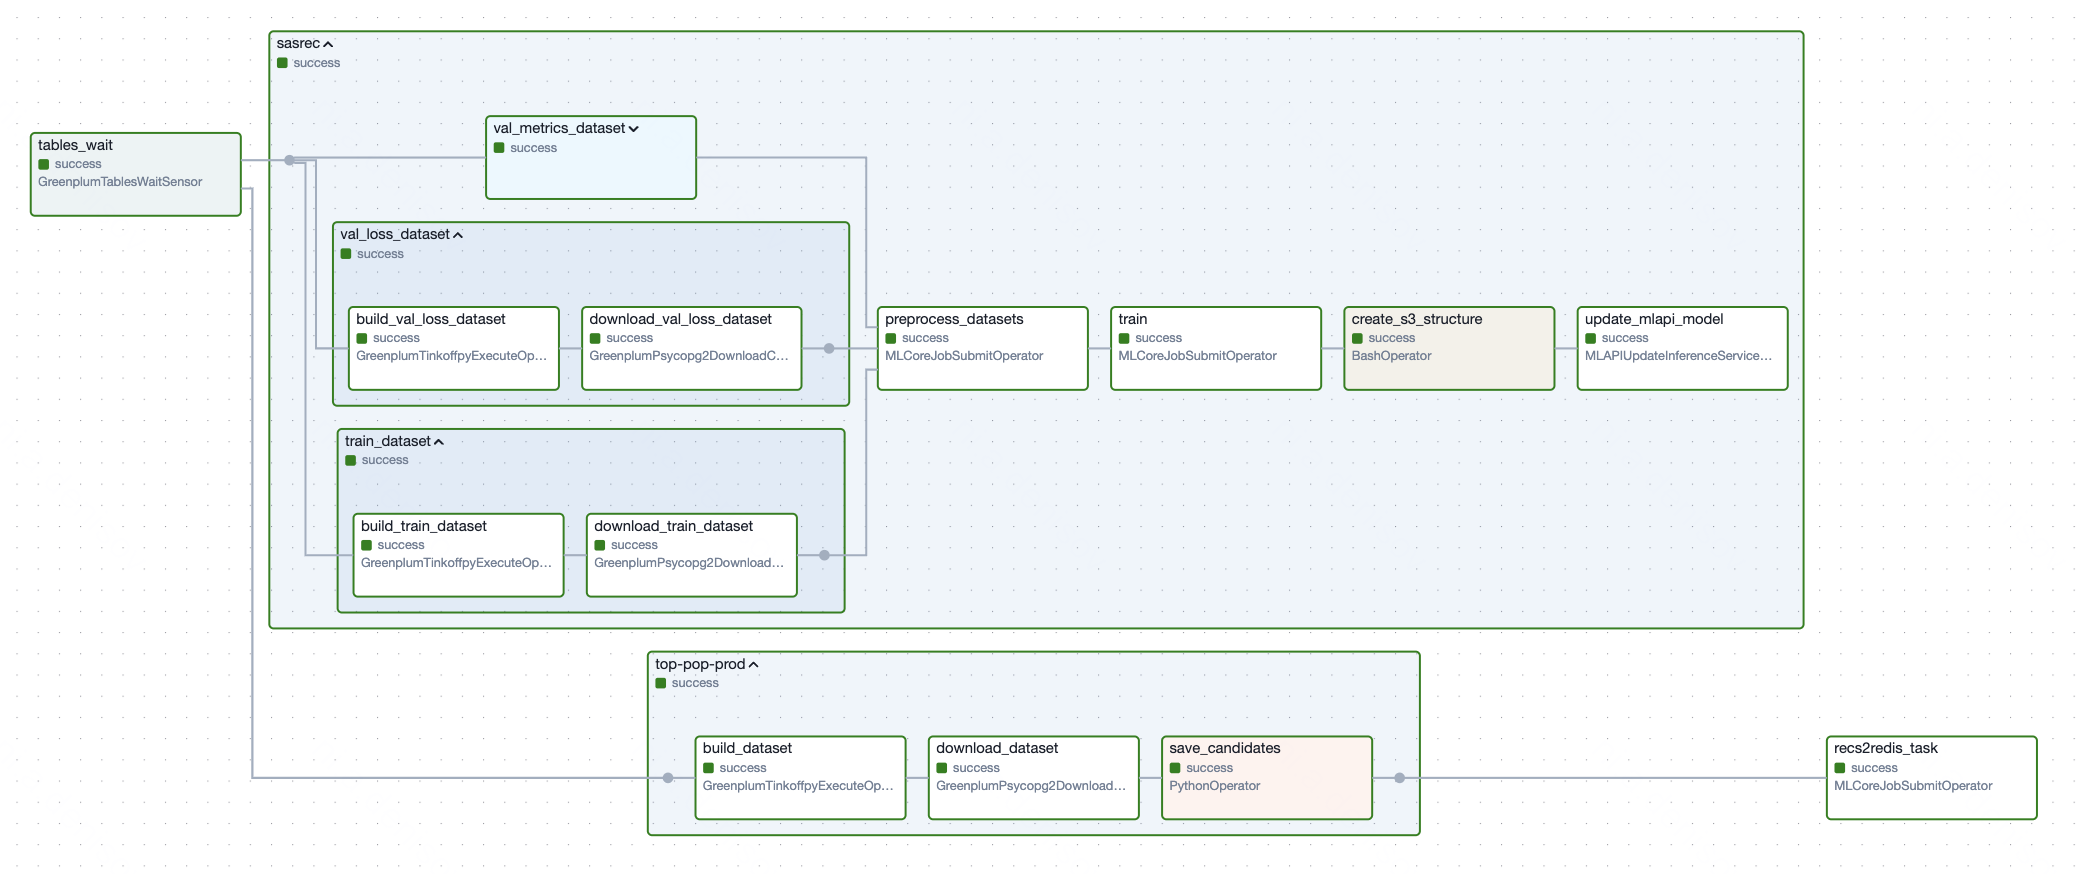 sasrec
success
tables_wait
success
GreenplumTablesWaitSensor
val_metrics_dataset
success
val_loss_dataset
success
build_val_loss_dataset
success
GreenplumTinkoffpyExecuteOp...
download_val_loss_dataset
success
GreenplumPsycopg2DownloadC...
preprocess_datasets
success
MLCoreJobSubmitOperator
train
success
MLCoreJobSubmitOperator
create_s3_structure
success
BashOperator
update_mlapi_model
success
MLAPIUpdateInferenceService...
train_dataset
success
build_train_dataset
success
GreenplumTinkoffpyExecuteOp...
download_train_dataset
success
GreenplumPsycopg2Download...
top-pop-prod
success
build_dataset
success
GreenplumTinkoffpyExecuteOp...
download_dataset
success
GreenplumPsycopg2Download...
save_candidates
success
PythonOperator
recs2redis_task
success
MLCoreJobSubmitOperator